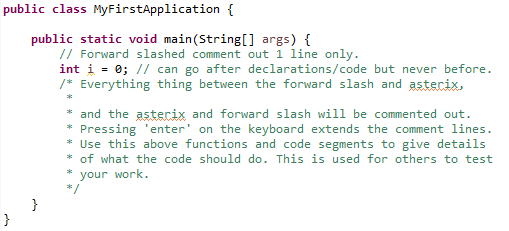 public class MyFirstApplication {
public static void main(String[] args) {
// Forward slashed comment out 1 line only.
int i = 0; // can go after declarations/code but never before.
/* Everything thing between the forward slash and asterix,
*
* and the asterix and forward slash will be commented out.
* Pressing 'enter' on the keyboard extends the comment lines.
* Use this above functions and code segments to give details
* of what the code should do. This is used for others to test
* your work.
*/
}
}